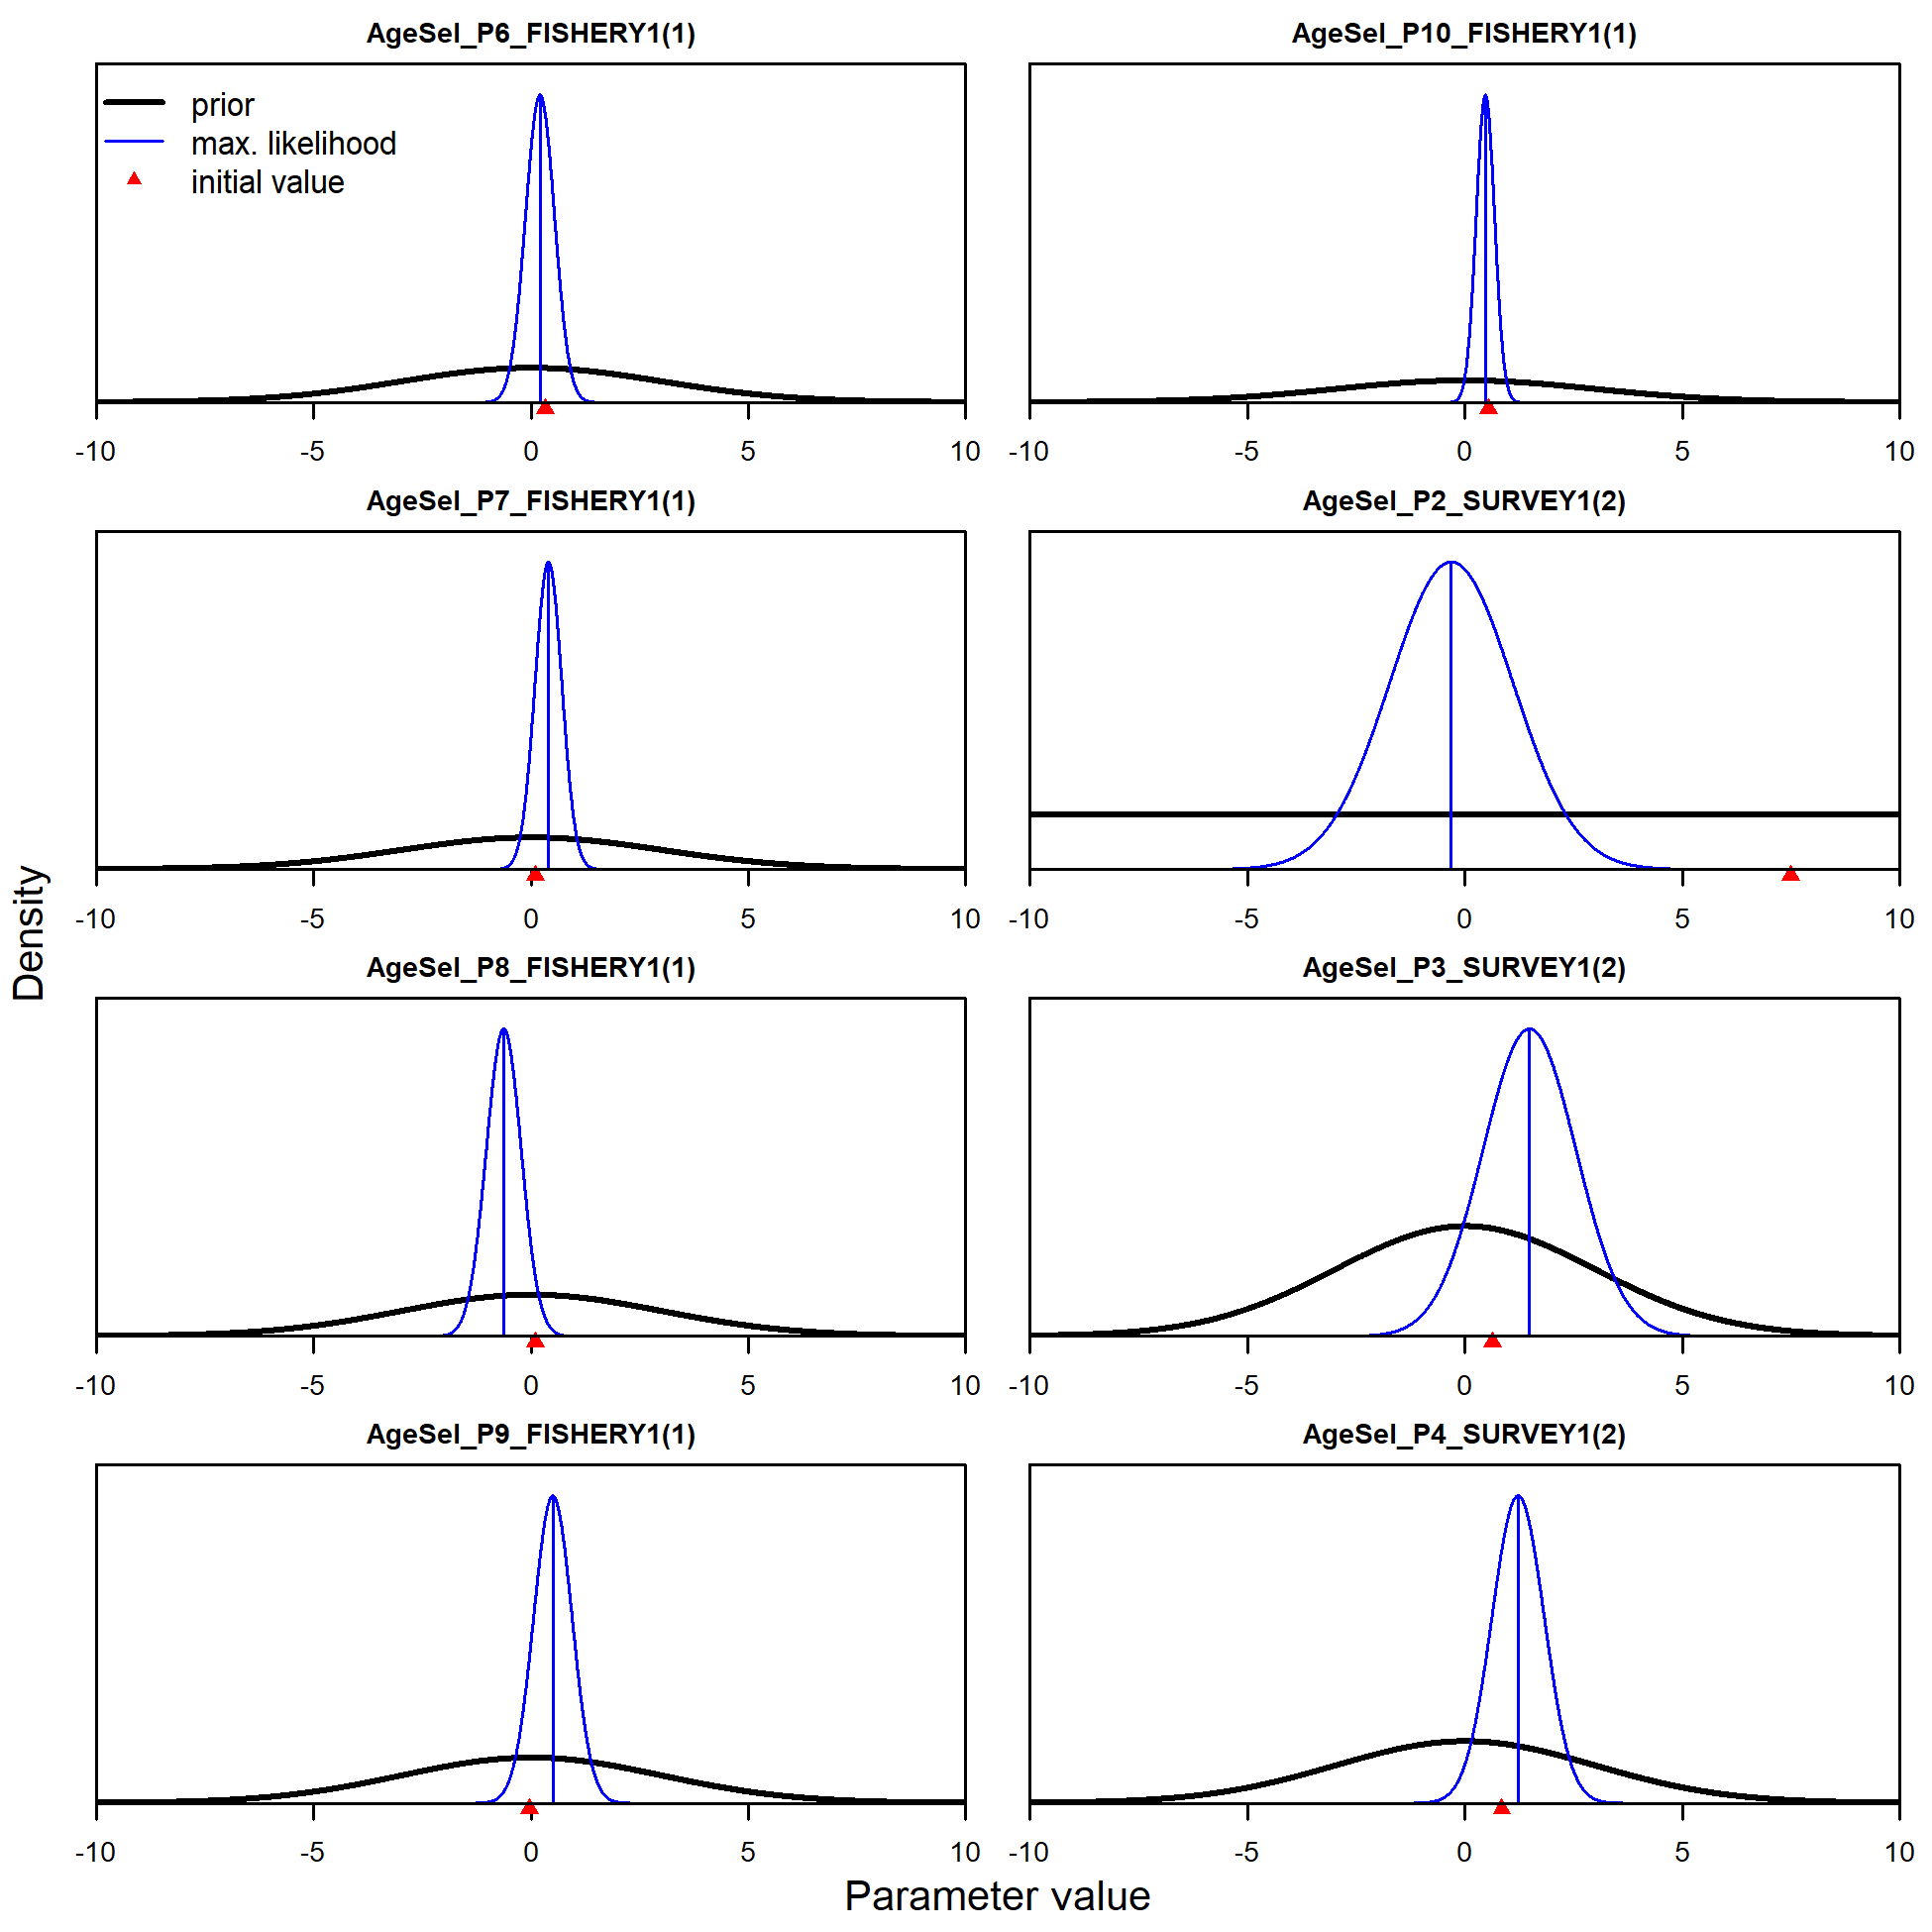 AgeSel_P6_FISHERY1(1)
prior
max. likelihood
initial value
-10 -5 0 5 10
AgeSel_P10_FISHERY1(1)
-10 -5 0 5 10
AgeSel_P7_FISHERY1(1)
-10 -5 0 5 10
AgeSel_P2_SURVEY1(2)
-10 -5 0 5 10
AgeSel_P8_FISHERY1(1)
-10 -5 0 5 10
AgeSel_P3_SURVEY1(2)
-10 -5 0 5 10
AgeSel_P9_FISHERY1(1)
-10 -5 0 5 10
AgeSel_P4_SURVEY1(2)
-10 -5 0 5 10
Density
Parameter value